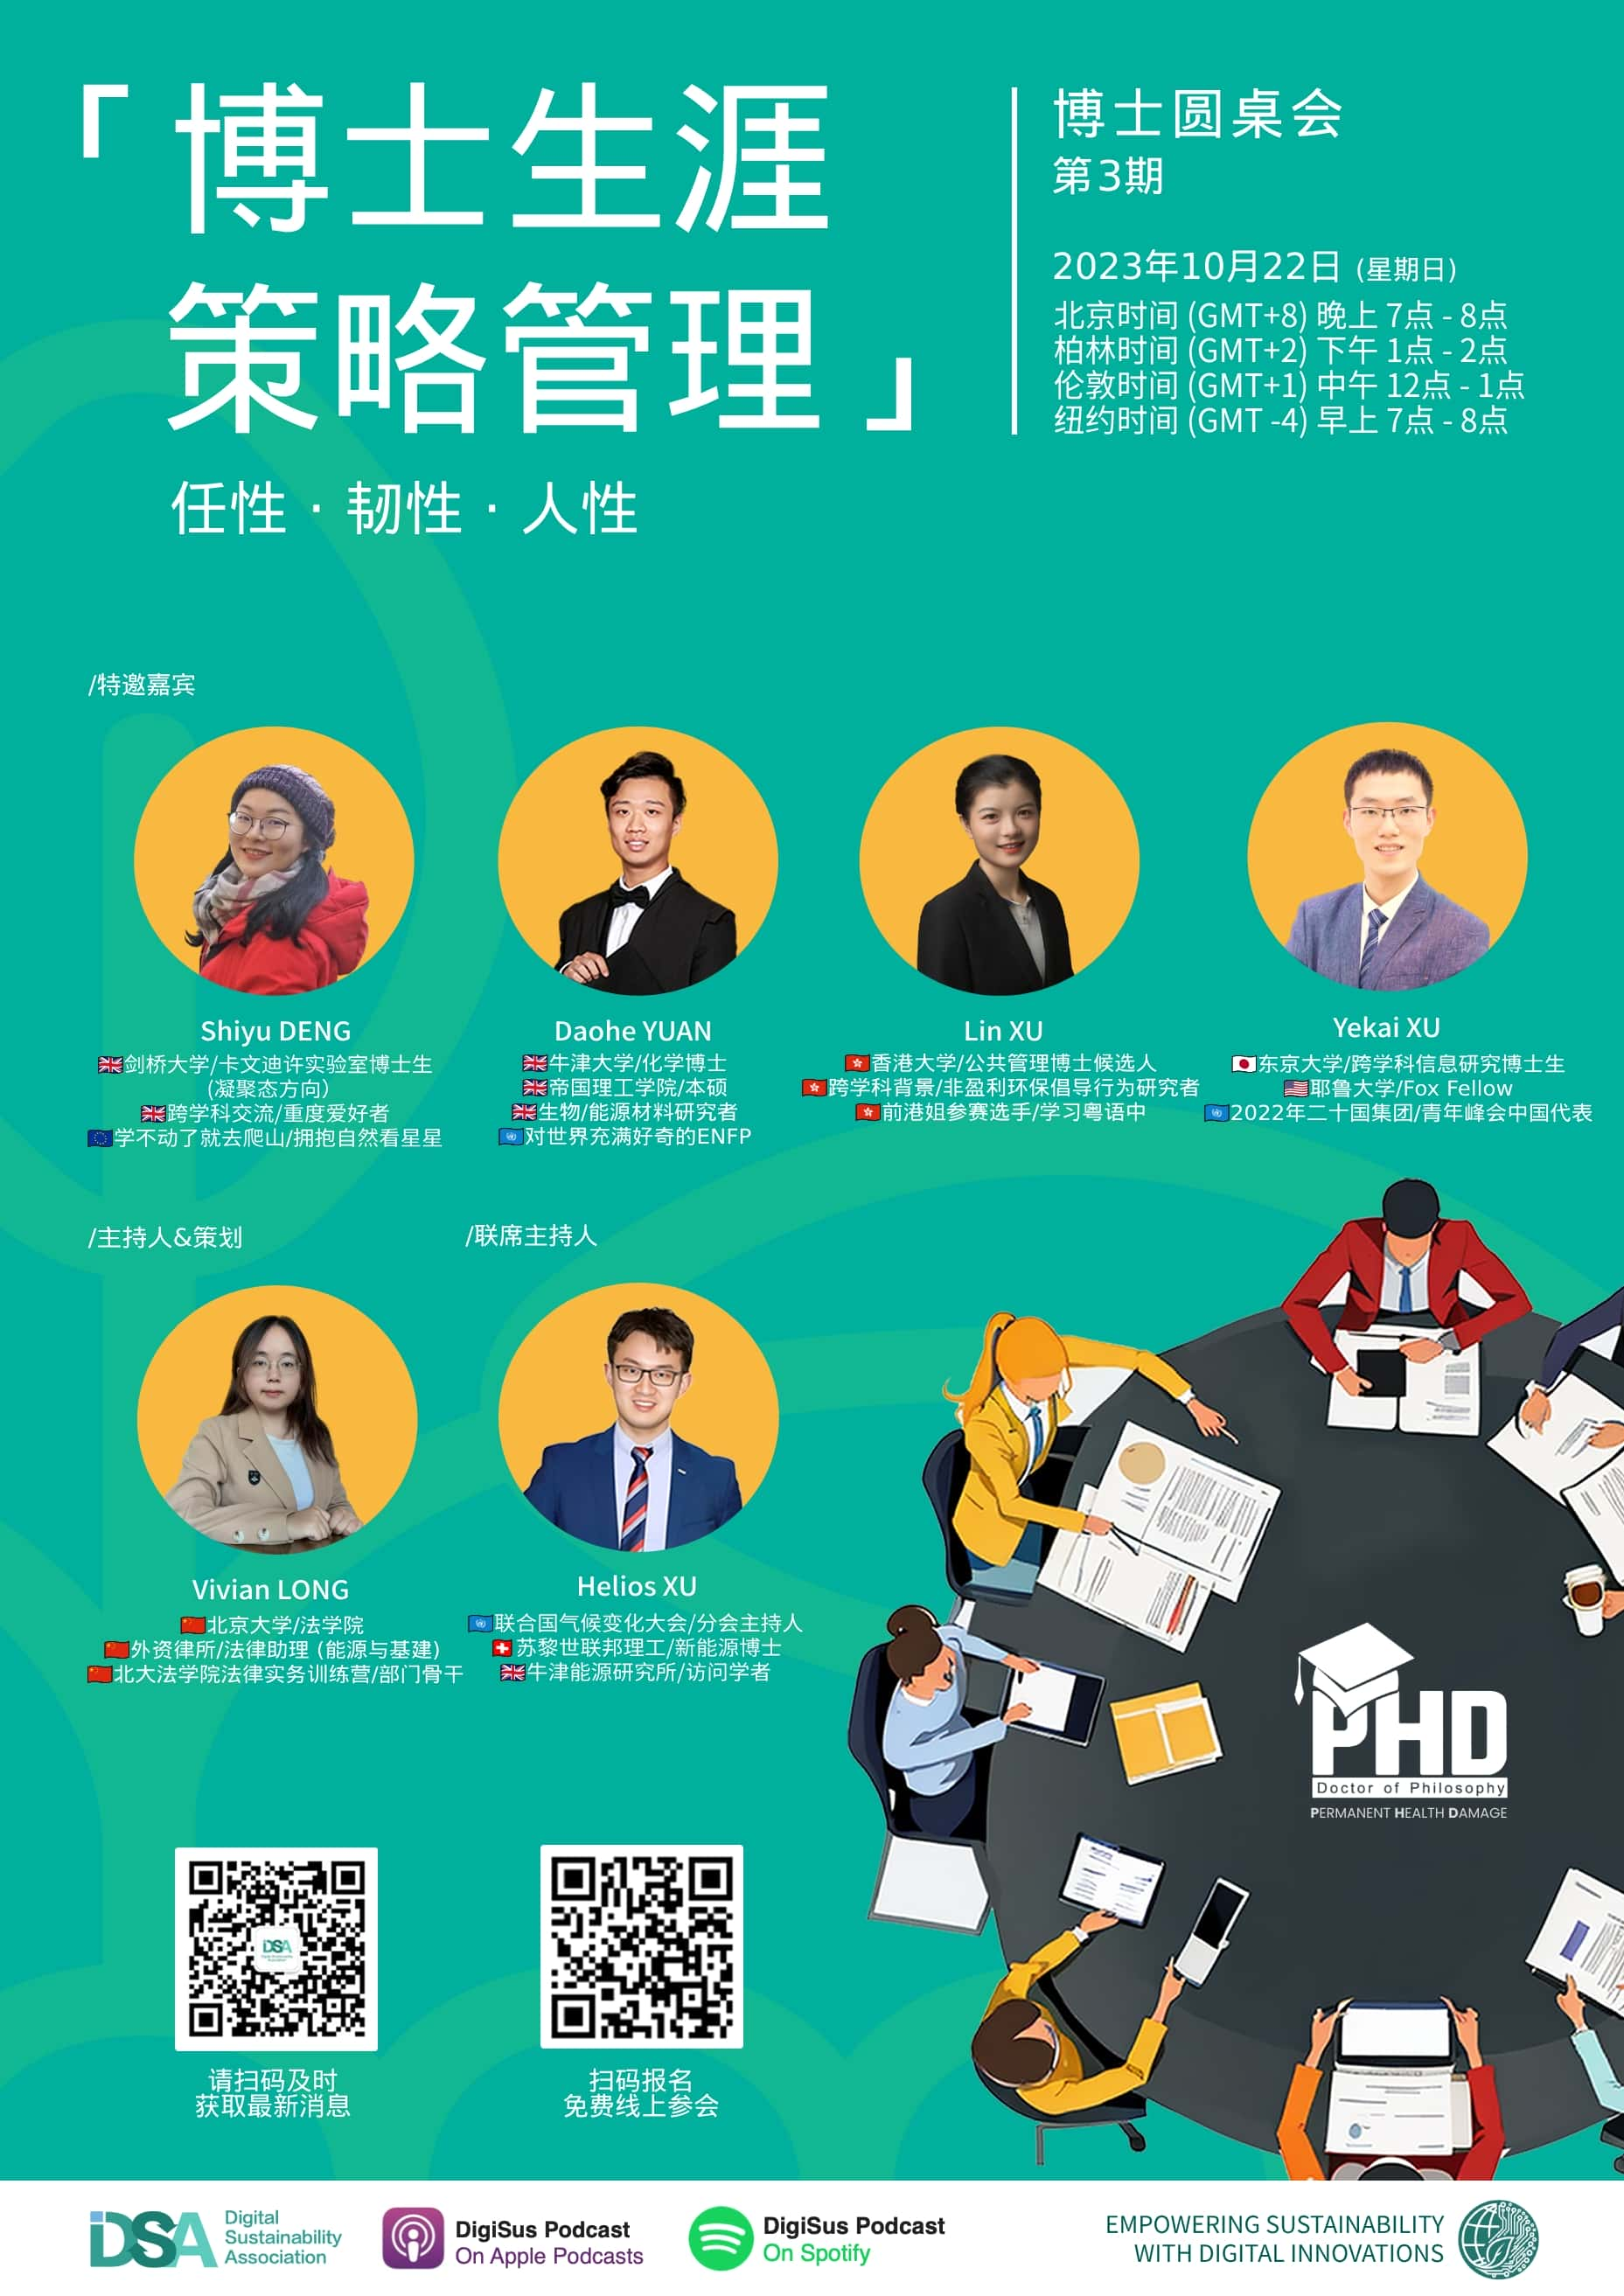 「博士生涯
策略管理」
任性 · 韧性 · 人性
博士圆桌会
第3期
2023年10月22日 (星期日)
北京时间 (GMT+8) 晚上 7点 - 8点
柏林时间 (GMT+2) 下午 1点 - 2点
伦敦时间 (GMT+1) 中午 12点 - 1点
纽约时间 (GMT -4) 早上 7点 - 8点
/特邀嘉宾
Shiyu DENG
剑桥大学/卡文迪许实验室博士生
(凝聚态方向)
跨学科交流/重度爱好者
学不动了就去爬山/拥抱自然看星星
Daohe YUAN
牛津大学/化学博士
帝国理工学院/本硕
生物/能源材料研究者
对世界充满好奇的ENFP
Lin XU
香港大学/公共管理博士候选人
跨学科背景/非盈利环保倡导行为研究者
前港姐参赛选手/学习粤语中
Yekai XU
东京大学/跨学科信息研究博士生
耶鲁大学/Fox Fellow
2022年二十国集团/青年峰会中国代表
/主持人&策划
Vivian LONG
北京大学/法学院
外资律所/法律助理 (能源与基建)
北大法学院法律实务训练营/部门骨干
/联席主持人
Helios XU
联合国气候变化大会/分会主持人
苏黎世联邦理工/新能源博士
牛津能源研究所/访问学者
PHD
Doctor of Philosophy
PERMANENT HEALTH DAMAGE
DSA
请扫码及时
获取最新消息
扫码报名
免费线上参会
DSA
Digital
Sustainability
Association
DigiSus Podcast
On Apple Podcasts
DigiSus Podcast
On Spotify
EMPOWERING SUSTAINABILITY
WITH DIGITAL INNOVATIONS